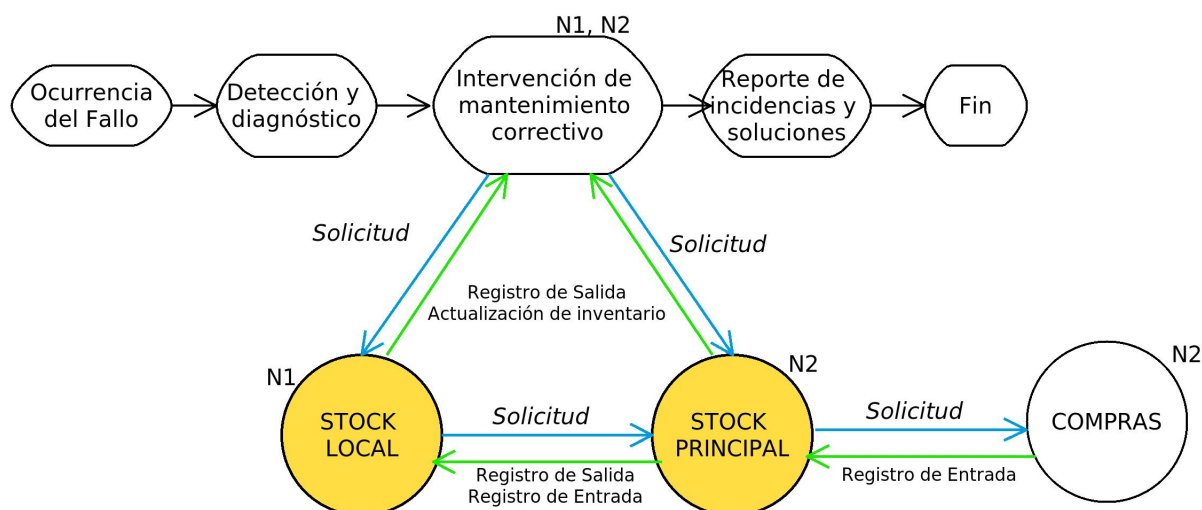 N1, N2
Ocurrencia
del Fallo
Detección y
diagnóstico
Intervención de
mantenimiento
correctivo
Reporte de
incidencias y
soluciones
Fin
Solicitud
Solicitud
Registro de Salida
Actualización de inventario
N1
STOCK
LOCAL
Solicitud
Registro de Salida
Registro de Entrada
N2
STOCK
PRINCIPAL
Solicitud
Registro de Entrada
N2
COMPRAS